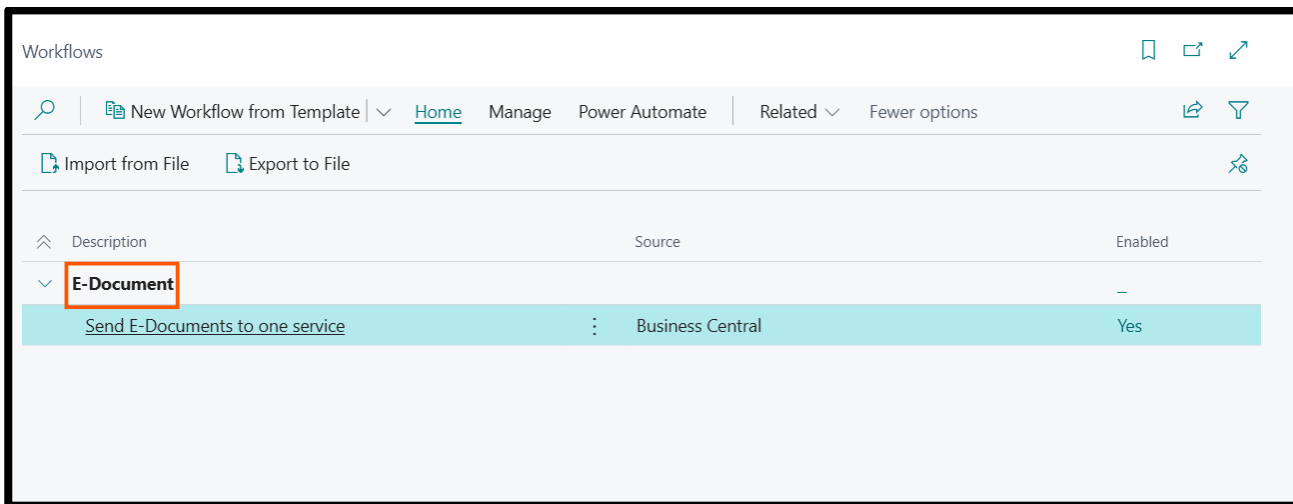 Workflows
New Workflow from Template Home Manage Power Automate Related Fewer options
Import from File Export to File
Description Source Enabled
E-Document _
Send E-Documents to one service Business Central Yes